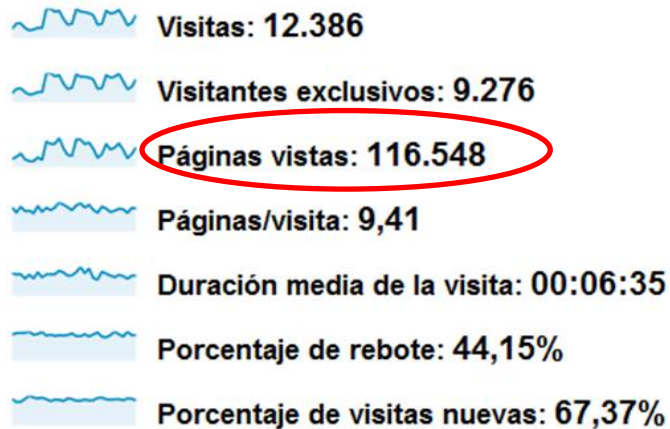 Visitas: 12.386
Visitantes exclusivos: 9.276
Páginas vistas: 116.548
Páginas/visita: 9,41
Duración media de la visita: 00:06:35
Porcentaje de rebote: 44,15%
Porcentaje de visitas nuevas: 67,37%